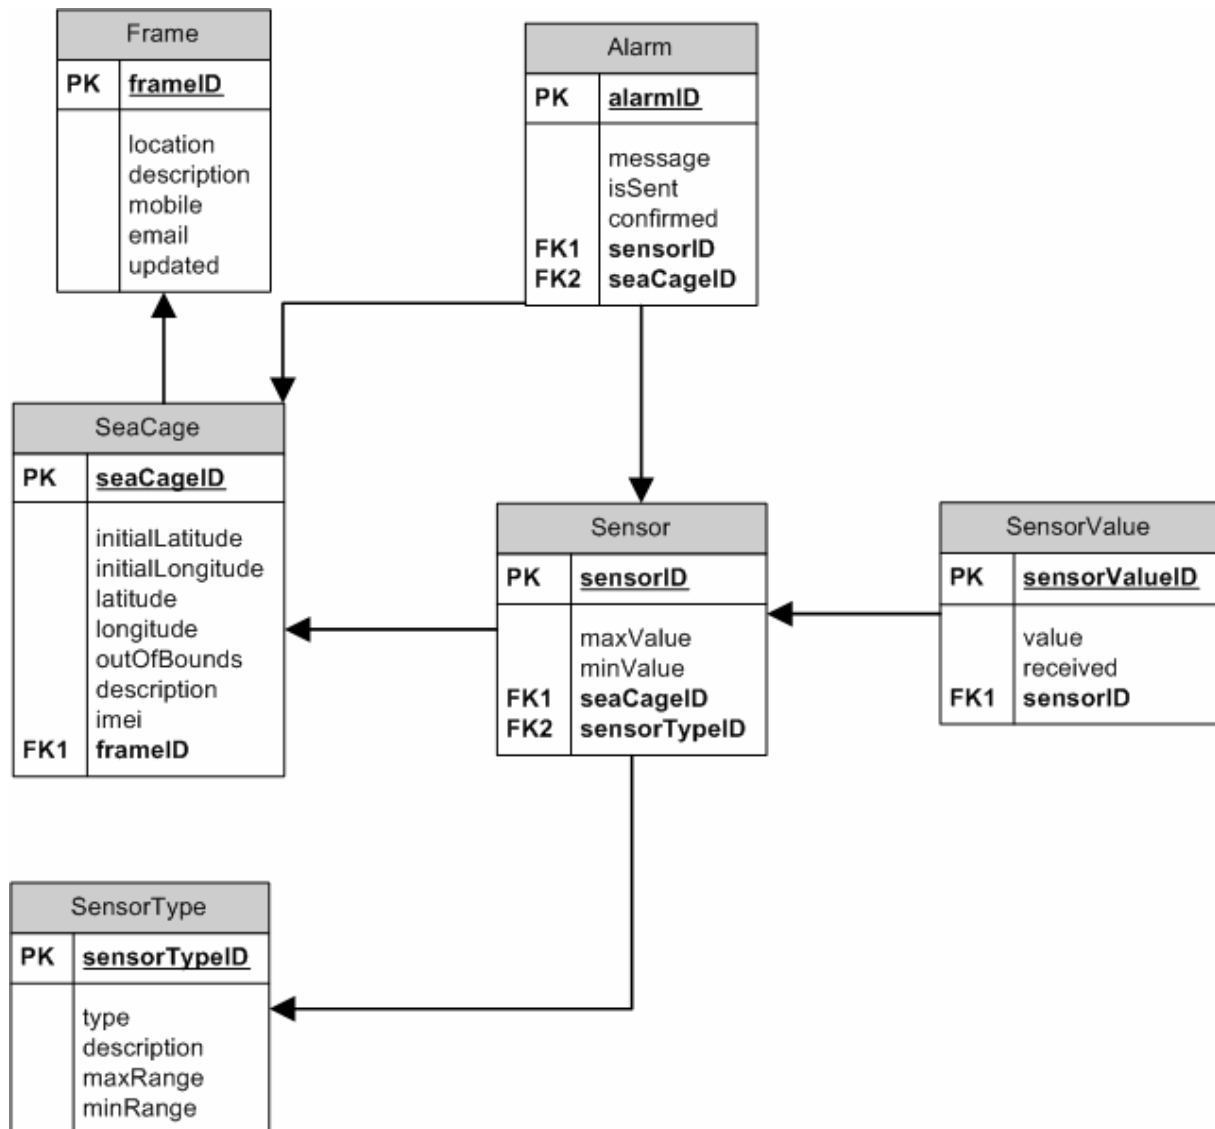 Frame
PK frameID
location
description
mobile
email
updated
Alarm
PK alarmID
message
isSent
confirmed
FK1 sensorID
FK2 seaCageID
SeaCage
PK seaCageID
initialLatitude
initialLongitude
latitude
longitude
outOfBounds
description
imei
FK1 frameID
Sensor
PK sensorID
maxValue
minValue
FK1 seaCageID
FK2 sensorTypeID
SensorValue
PK sensorValueID
value
received
FK1 sensorID
SensorType
PK sensorTypeID
type
description
maxRange
minRange